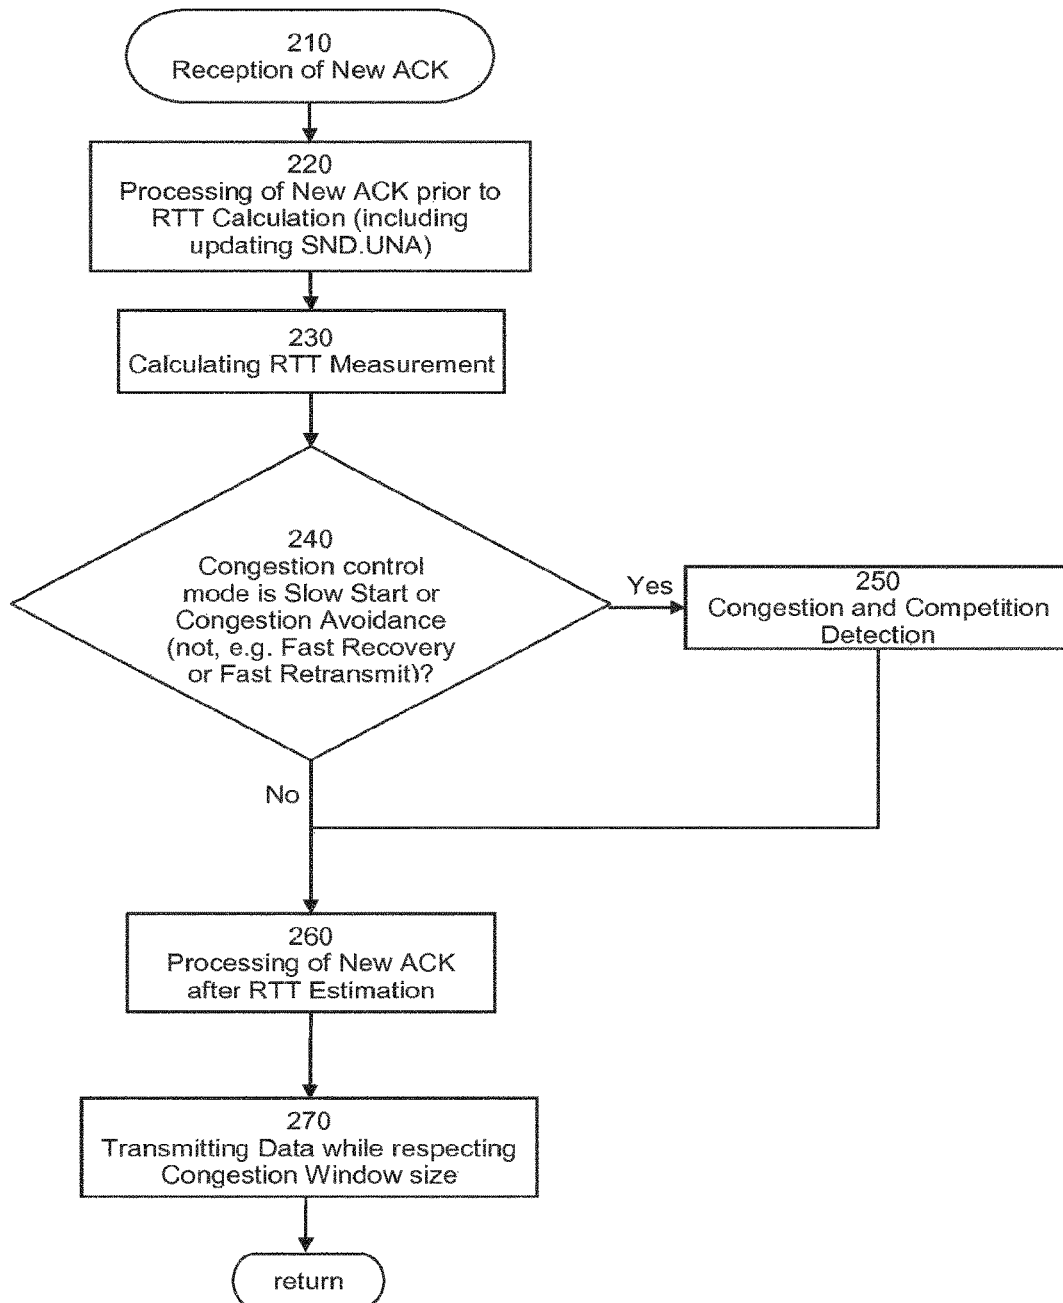 210
Reception of New ACK
220
Processing of New ACK prior to
RTT Calculation (including
updating SND.UNA)
230
Calculating RTT Measurement
240
Congestion control
mode is Slow Start or
Congestion Avoidance
(not, e.g. Fast Recovery
or Fast Retransmit)?
Yes
250
Congestion and Competition
Detection
No
260
Processing of New ACK
after RTT Estimation
270
Transmitting Data while respecting
Congestion Window size
return